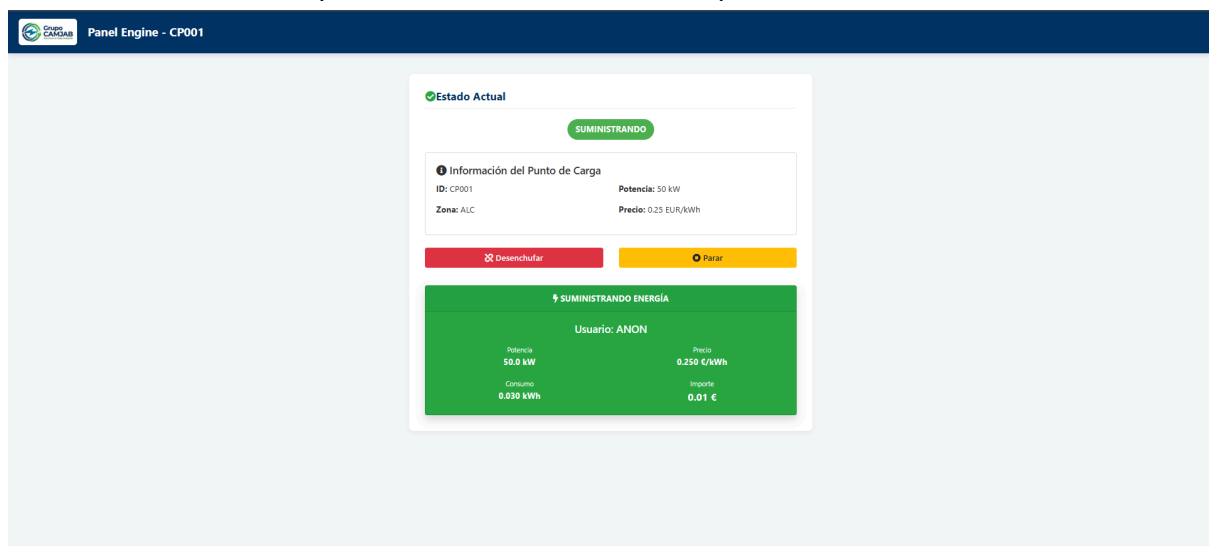 Grupo
CAMJAB
Panel Engine - CP001
Estado Actual
SUMINISTRANDO
Información del Punto de Carga
ID: CP001
Potencia: 50 kW
Zona: ALC
Precio: 0.25 EUR/kWh
Desenchufar
Parar
SUMINISTRANDO ENERGÍA
Usuario: ANON
Potencia
50.0 kW
Precio
0.250 €/kWh
Consumo
0.030 kWh
Importe
0.01 €